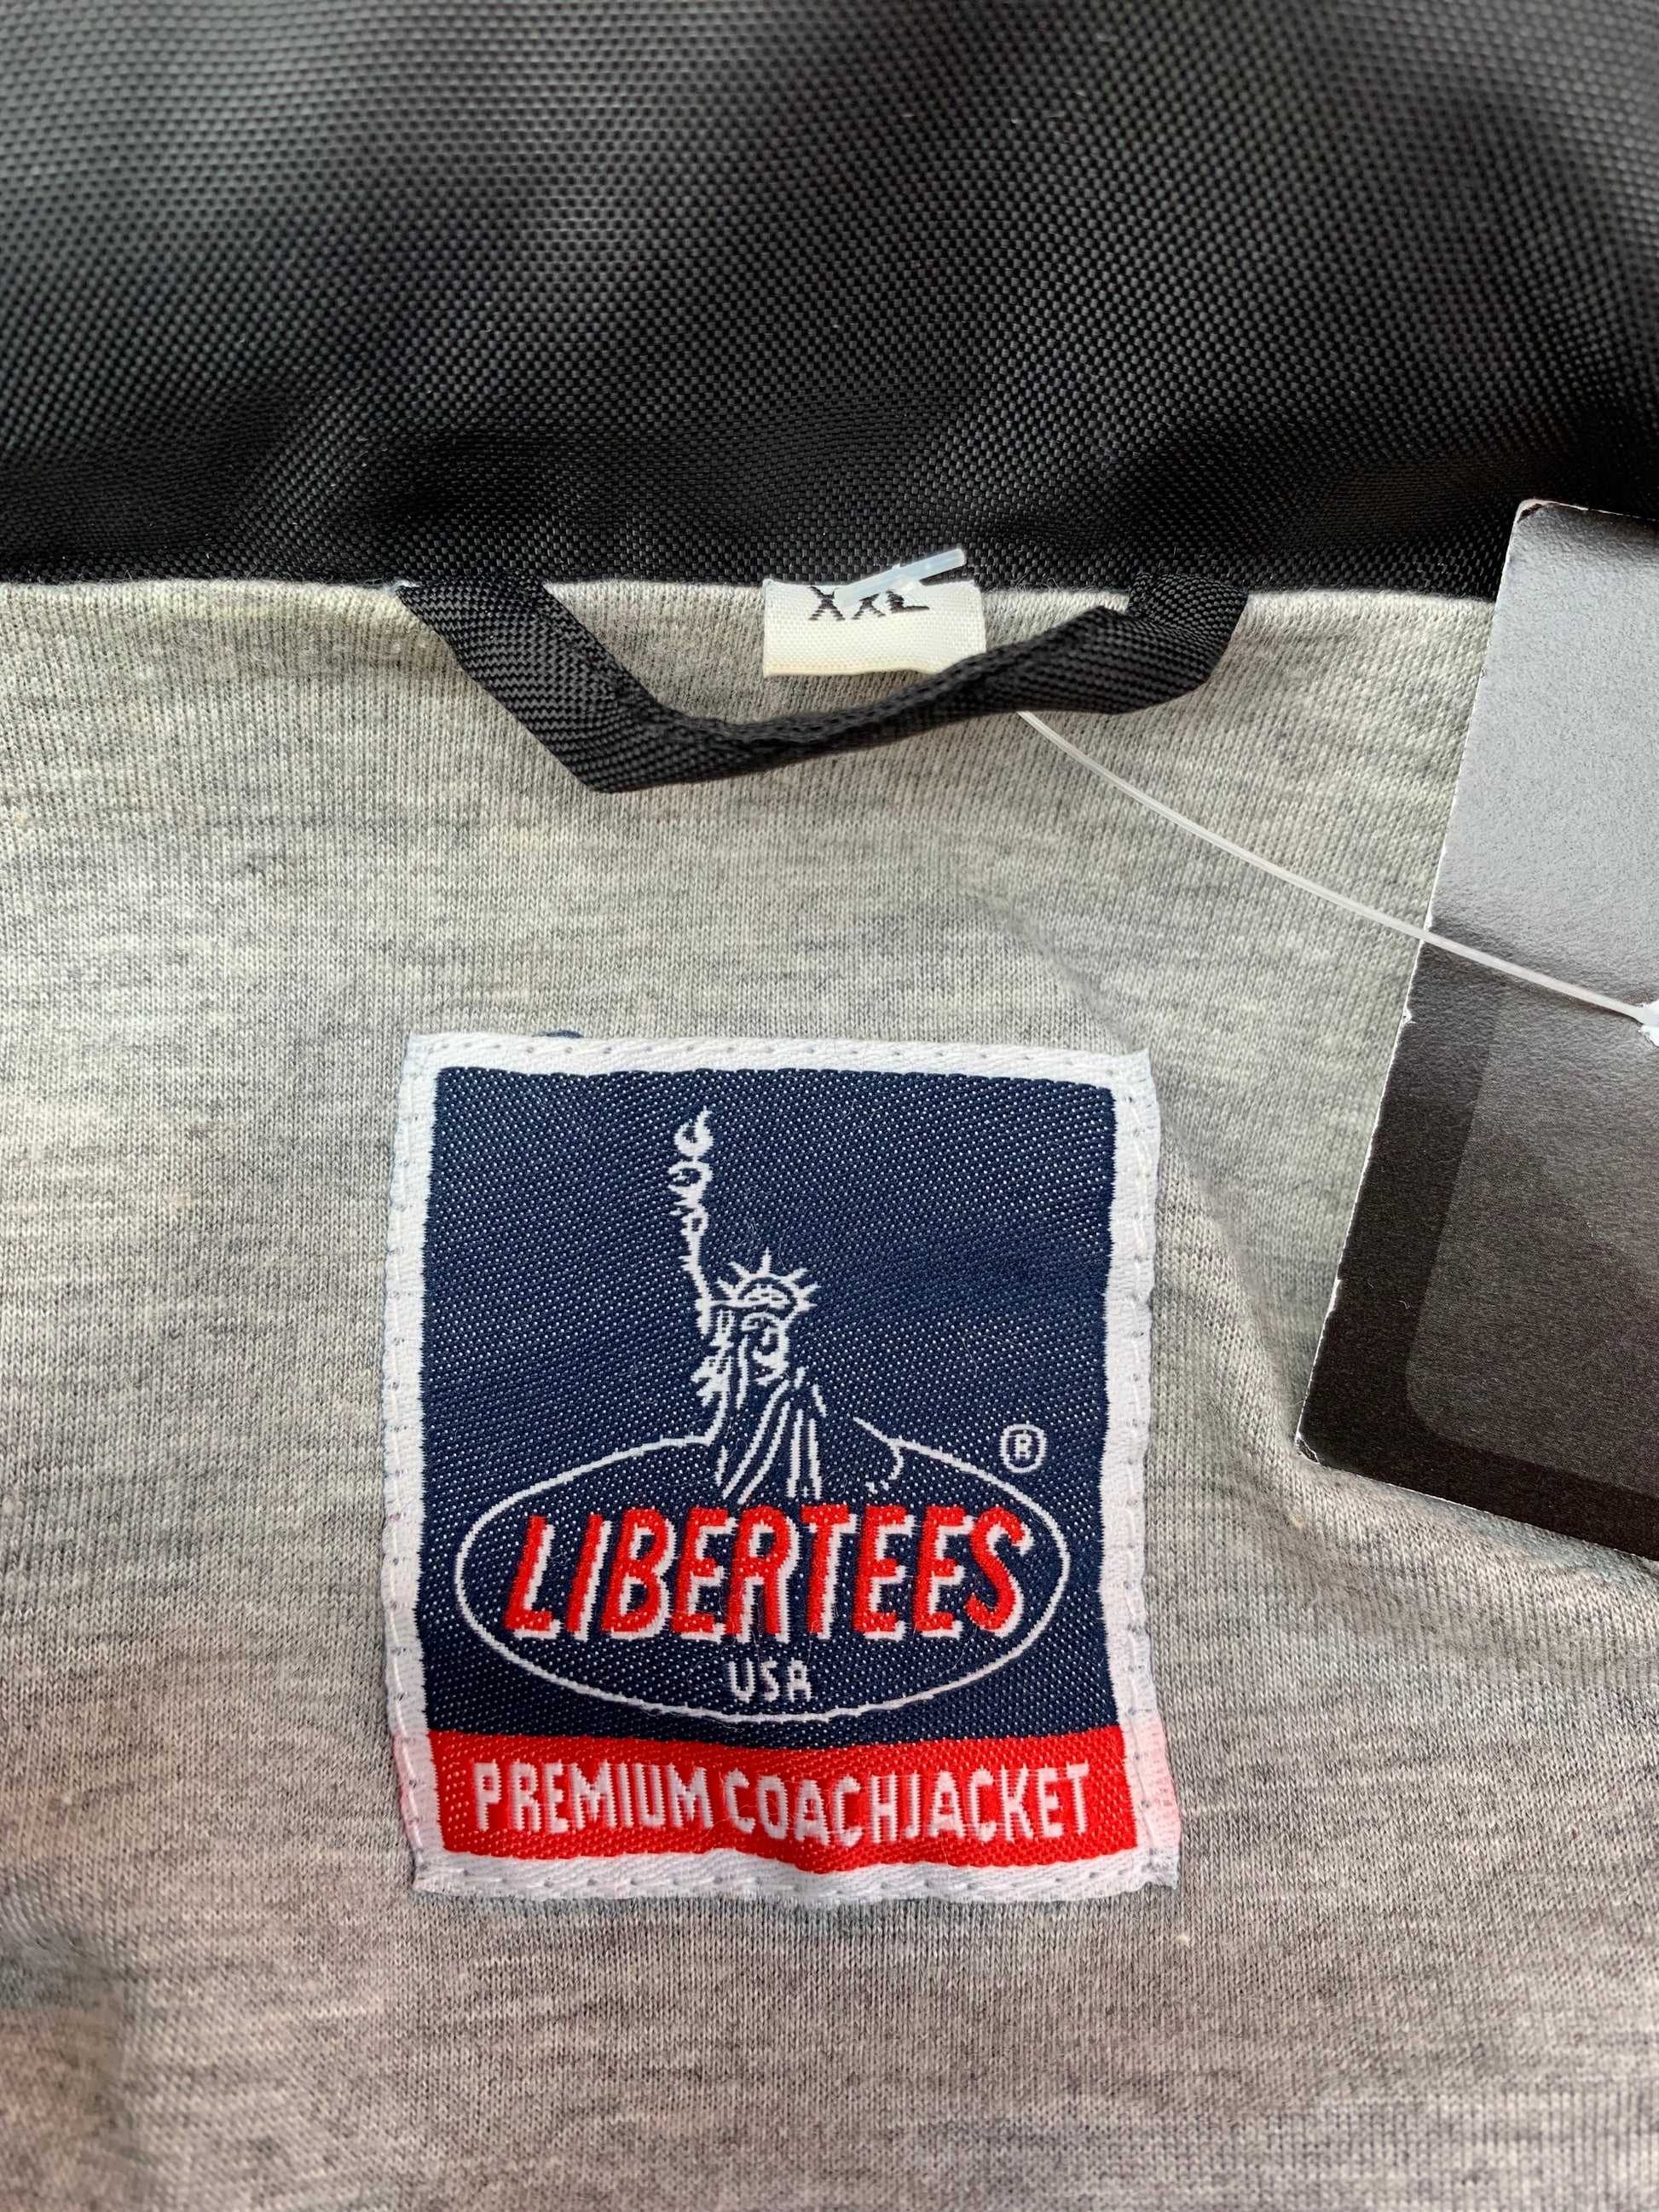 XXL
®
LIBERTEES
USA
PREMIUM COACHJACKET